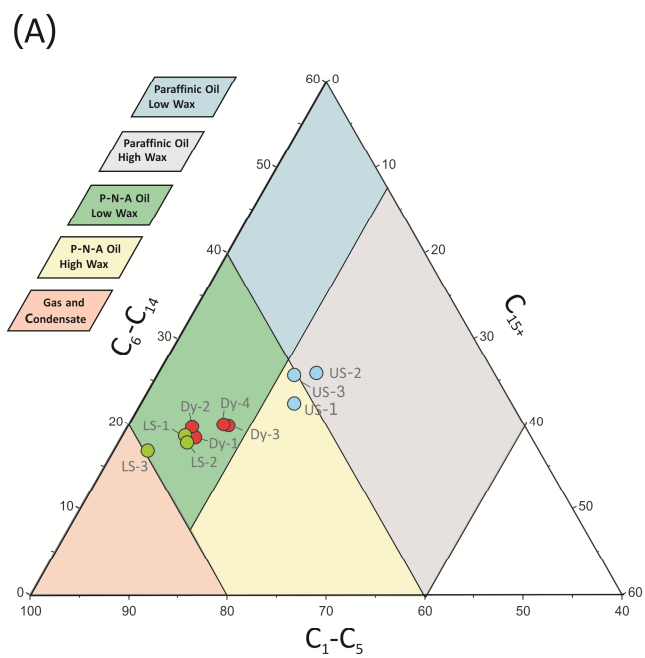 (A)
Paraffinic Oil
Low Wax
Paraffinic Oil
High Wax
P-N-A Oil
Low Wax
P-N-A Oil
High Wax
Gas and
Condensate
C6-C14
C15+
C1-C5
60 0
50 10
40 20
30 30
20 40
10 50
0 60
100 90 80 70 60 50 40
US-2
US-3
US-1
Dy-2 Dy-4
LS-1 Dy-1 Dy-3
LS-3 LS-2